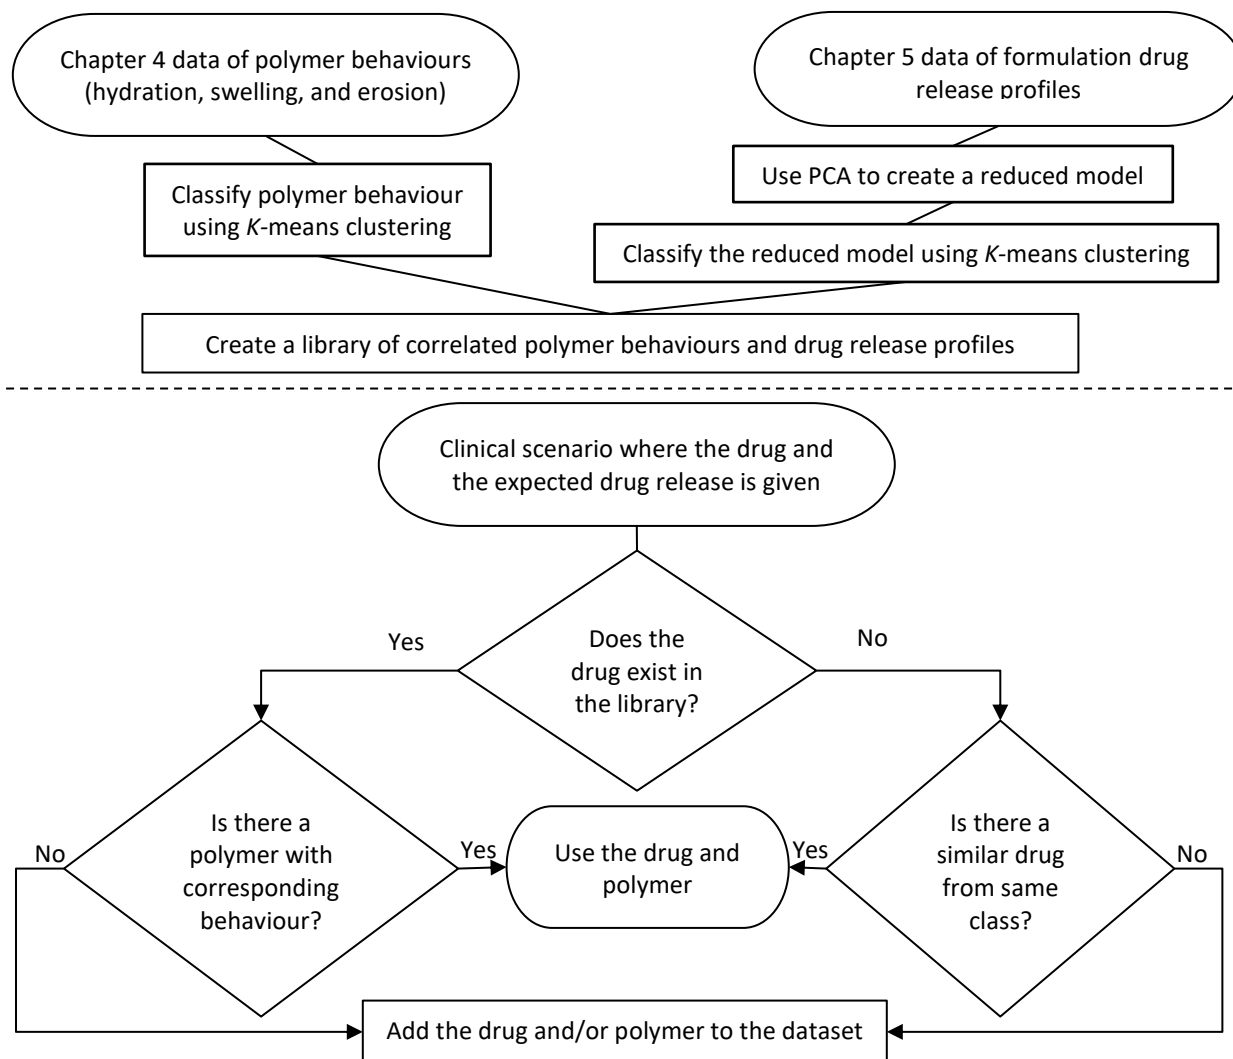 Chapter 4 data of polymer behaviours
(hydration, swelling, and erosion)
Chapter 5 data of formulation drug
release profiles
Classify polymer behaviour
using K-means clustering
Use PCA to create a reduced model
Classify the reduced model using K-means clustering
Create a library of correlated polymer behaviours and drug release profiles
Clinical scenario where the drug and
the expected drug release is given
Yes
No
Does the
drug exist in
the library?
No
Is there a
polymer with
corresponding
behaviour?
Yes
Use the drug and
polymer
Yes
Is there a
similar drug
from same
class?
No
Add the drug and/or polymer to the dataset